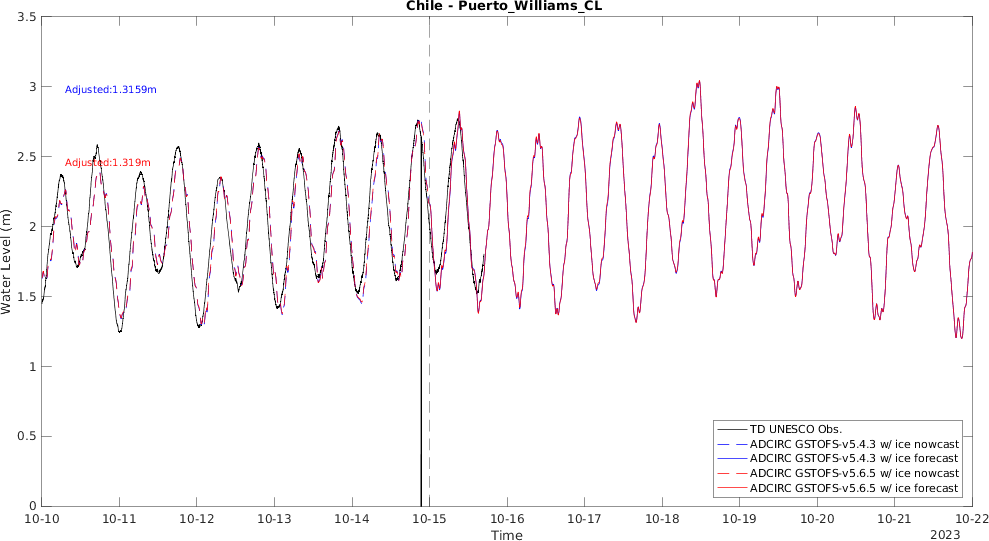 Chile - Puerto_Williams_CL
3.5
3
2.5
2
1.5
1
0.5
0
Water Level (m)
Adjusted:1.3159m
Adjusted:1.319m
TD UNESCO Obs.
ADCIRC GSTOFS-v5.4.3 w/ ice nowcast
ADCIRC GSTOFS-v5.4.3 w/ ice forecast
ADCIRC GSTOFS-v5.6.5 w/ ice nowcast
ADCIRC GSTOFS-v5.6.5 w/ ice forecast
10-10 10-11 10-12 10-13 10-14 10-15 10-16 10-17 10-18 10-19 10-20 10-21 10-22
Time
2023